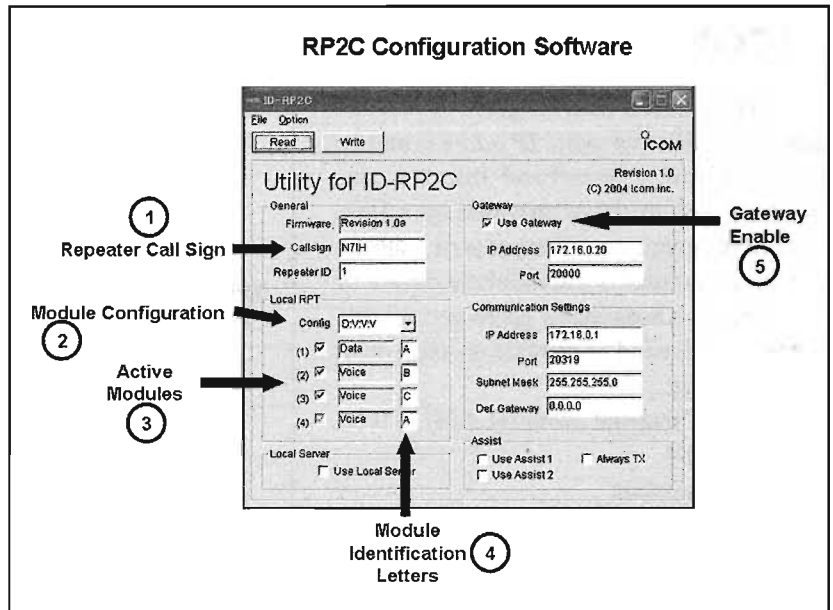 RP2C Configuration Software
ID-RP2C
File Option
Read Write
ICOM
Utility for ID-RP2C
Revision 1.0
(C) 2004 Icom Inc.
General
Firmware Revision 1.0a
Callsign N7IH
Repeater ID 1
Gateway
Use Gateway
IP Address 172.16.0.20
Port 20000
Local RPT
Config D:V:V:V
(1) Data A
(2) Voice B
(3) Voice C
(4) Voice A
Communication Settings
IP Address 172.16.0.1
Port 20319
Subnet Mask 255.255.255.0
Def. Gateway 0.0.0.0
Local Server
Use Local Server
Assist
Use Assist 1 Always TX
Use Assist 2
1
Repeater Call Sign
Module Configuration
2
Active
Modules
3
Module
Identification 4
Letters
Gateway
Enable
5